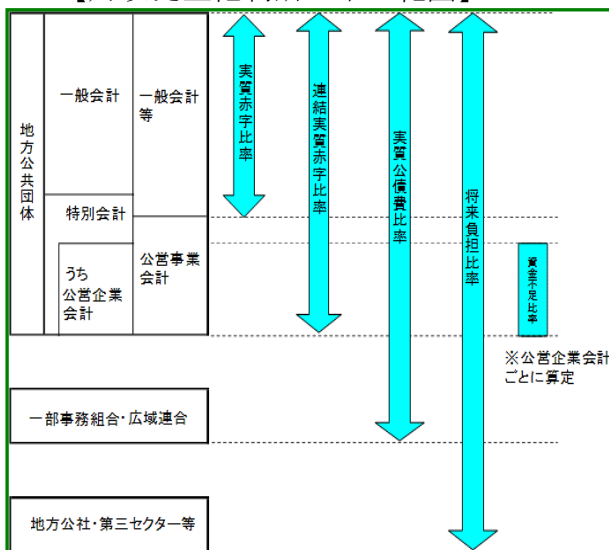 地方公共団体
一般会計
一般会計
等
特別会計
うち
公営企業
会計
公営事業
会計
実質赤字比率
連結実質赤字比率
実質公債費比率
将来負担比率
資金不足比率
※公営企業会計
ごとに算定
一部事務組合・広域連合
地方公社・第三セクター等